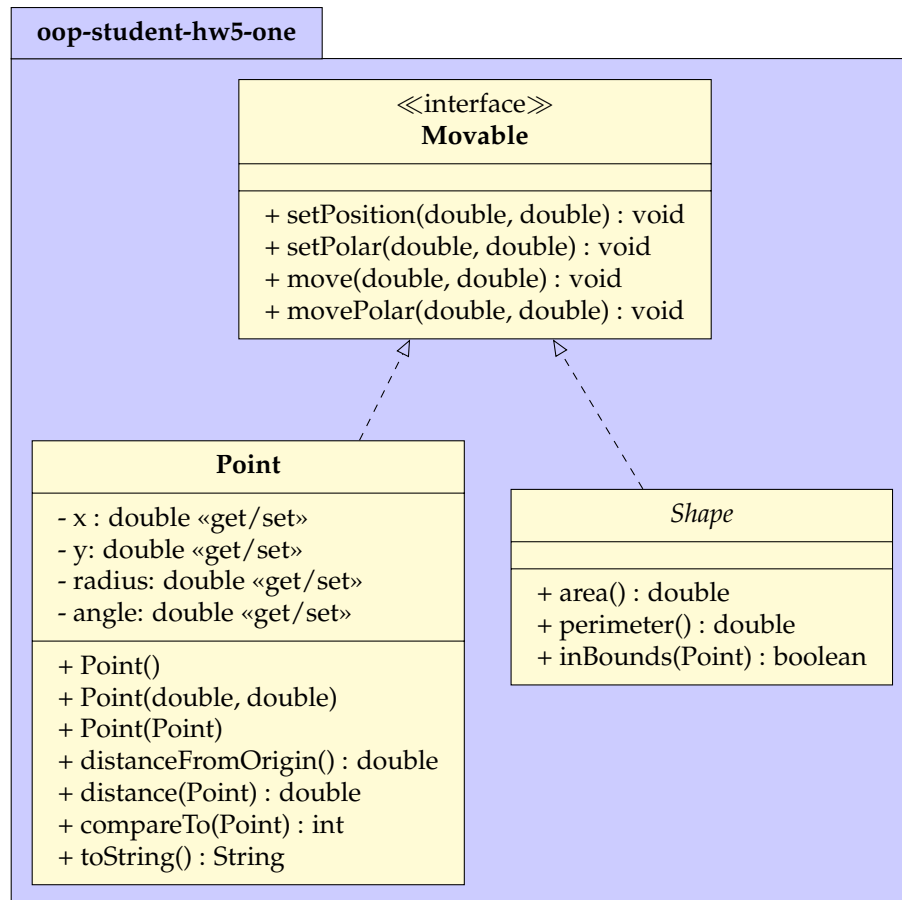 oop-student-hw5-one
≪interface≫
Movable
+ setPosition(double, double) : void
+ setPolar(double, double) : void
+ move(double, double) : void
+ movePolar(double, double) : void
Point
- x : double «get/set»
- y: double «get/set»
- radius: double «get/set»
- angle: double «get/set»
+ Point()
+ Point(double, double)
+ Point(Point)
+ distanceFromOrigin() : double
+ distance(Point) : double
+ compareTo(Point) : int
+ toString() : String
Shape
+ area() : double
+ perimeter() : double
+ inBounds(Point) : boolean